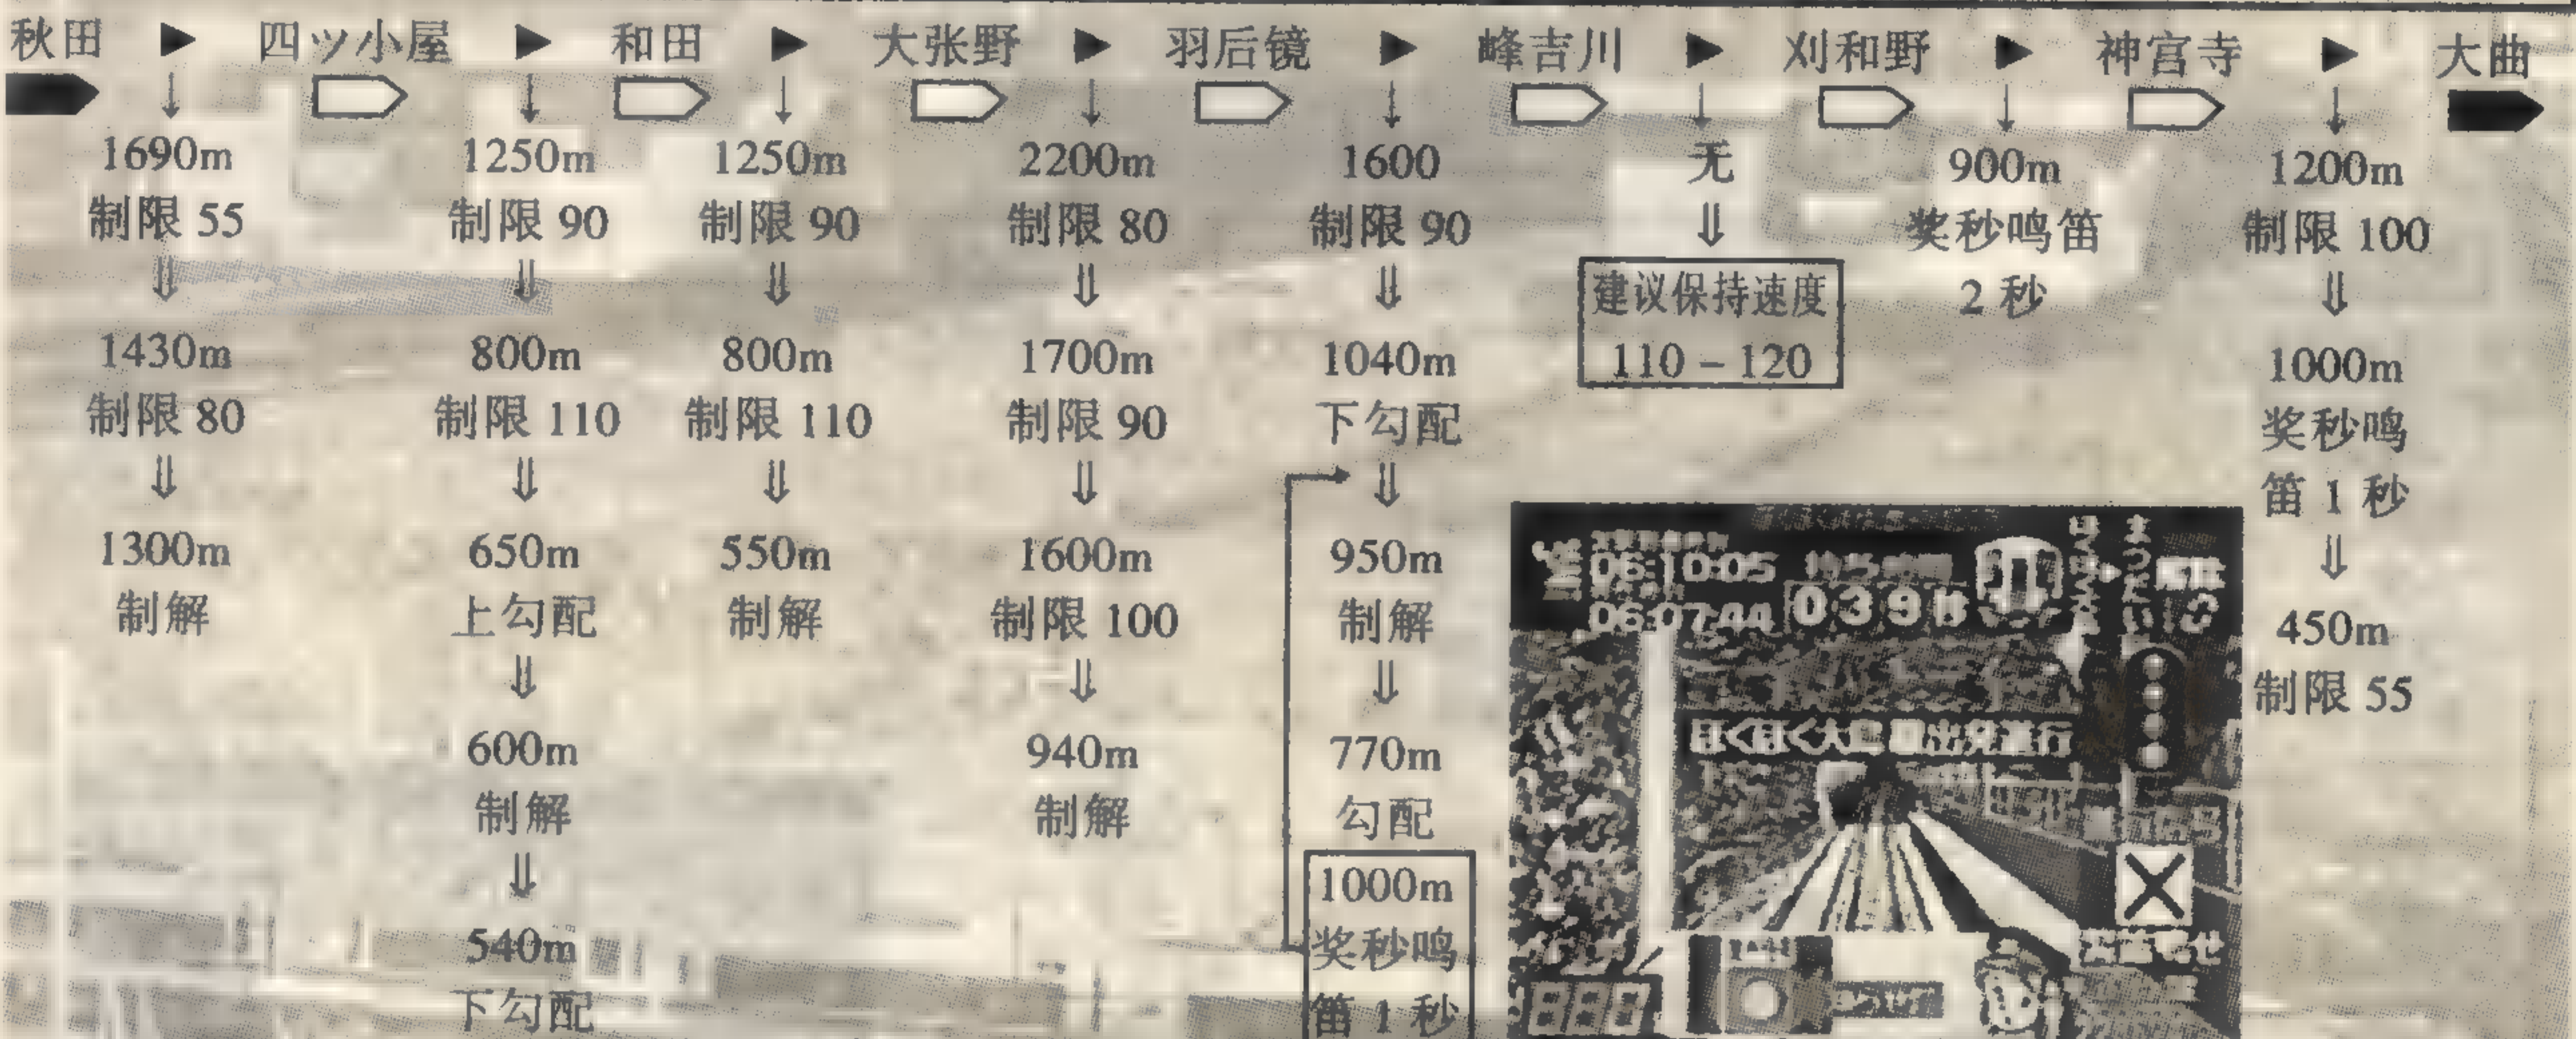 秋田 ▶ 四ッ小屋 ▶ 和田 ▶ 大张野 ▶ 羽后镜 ▶ 峰吉川 ▶ 刈和野 ▶ 神宫寺 ▶ 大曲
1690m
制限 55
⇓
1430m
制限 80
⇓
1300m
制解
1250m
制限 90
⇓
800m
制限 110
⇓
650m
上勾配
⇓
600m
制解
⇓
540m
下勾配
1250m
制限 90
⇓
800m
制限 110
⇓
550m
制解
2200m
制限 80
⇓
1700m
制限 90
⇓
1600m
制限 100
⇓
940m
制解
1600
制限 90
⇓
1040m
下勾配
⇓
950m
制解
⇓
770m
勾配
1000m
奖秒鸣
笛 1 秒
无
⇓
建议保持速度
110 – 120
900m
奖秒鸣笛
2 秒
1200m
制限 100
⇓
1000m
奖秒鸣
笛 1 秒
⇓
450m
制限 55
06:10:05
06:07:44
039